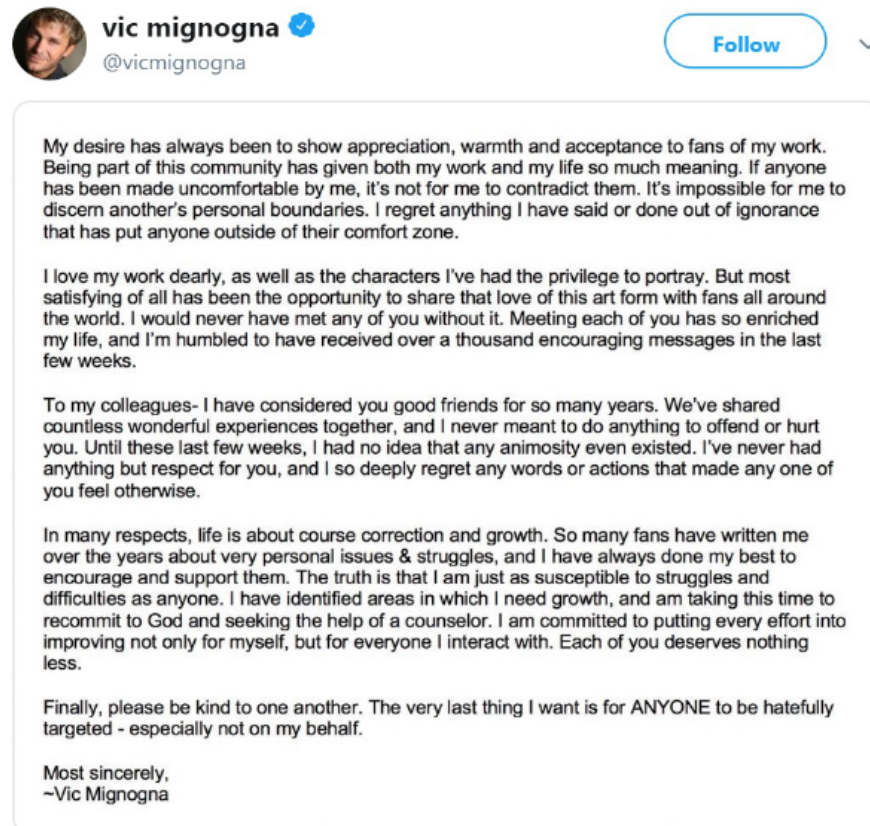 vic mignogna
@vicmignogna
Follow
My desire has always been to show appreciation, warmth and acceptance to fans of my work.
Being part of this community has given both my work and my life so much meaning. If anyone
has been made uncomfortable by me, it's not for me to contradict them. It's impossible for me to
discern another's personal boundaries. I regret anything I have said or done out of ignorance
that has put anyone outside of their comfort zone.
I love my work dearly, as well as the characters I've had the privilege to portray. But most
satisfying of all has been the opportunity to share that love of this art form with fans all around
the world. I would never have met any of you without it. Meeting each of you has so enriched
my life, and I'm humbled to have received over a thousand encouraging messages in the last
few weeks.
To my colleagues- I have considered you good friends for so many years. We've shared
countless wonderful experiences together, and I never meant to do anything to offend or hurt
you. Until these last few weeks, I had no idea that any animosity even existed. I've never had
anything but respect for you, and I so deeply regret any words or actions that made any one of
you feel otherwise.
In many respects, life is about course correction and growth. So many fans have written me
over the years about very personal issues & struggles, and I have always done my best to
encourage and support them. The truth is that I am just as susceptible to struggles and
difficulties as anyone. I have identified areas in which I need growth, and am taking this time to
recommit to God and seeking the help of a counselor. I am committed to putting every effort into
improving not only for myself, but for everyone I interact with. Each of you deserves nothing
less.
Finally, please be kind to one another. The very last thing I want is for ANYONE to be hatefully
targeted - especially not on my behalf.
Most sincerely,
~Vic Mignogna